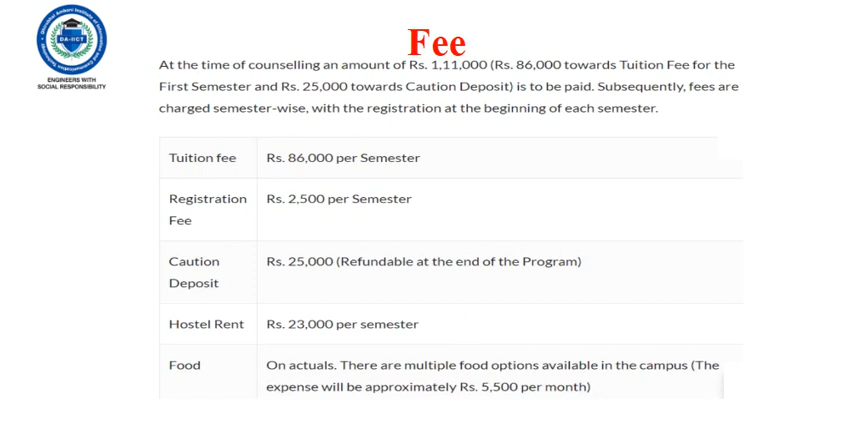 DA-IICT
ENGINEERS WITH
SOCIAL RESPONSIBILITY
Fee
At the time of counselling an amount of Rs. 1,11,000 (Rs. 86,000 towards Tuition Fee for the
First Semester and Rs. 25,000 towards Caution Deposit) is to be paid. Subsequently, fees are
charged semester-wise, with the registration at the beginning of each semester.
Tuition fee Rs. 86,000 per Semester
Registration Rs. 2,500 per Semester
Fee
Caution Rs. 25,000 (Refundable at the end of the Program)
Deposit
Hostel Rent Rs. 23,000 per semester
Food On actuals. There are multiple food options available in the campus (The
expense will be approximately Rs. 5,500 per month)